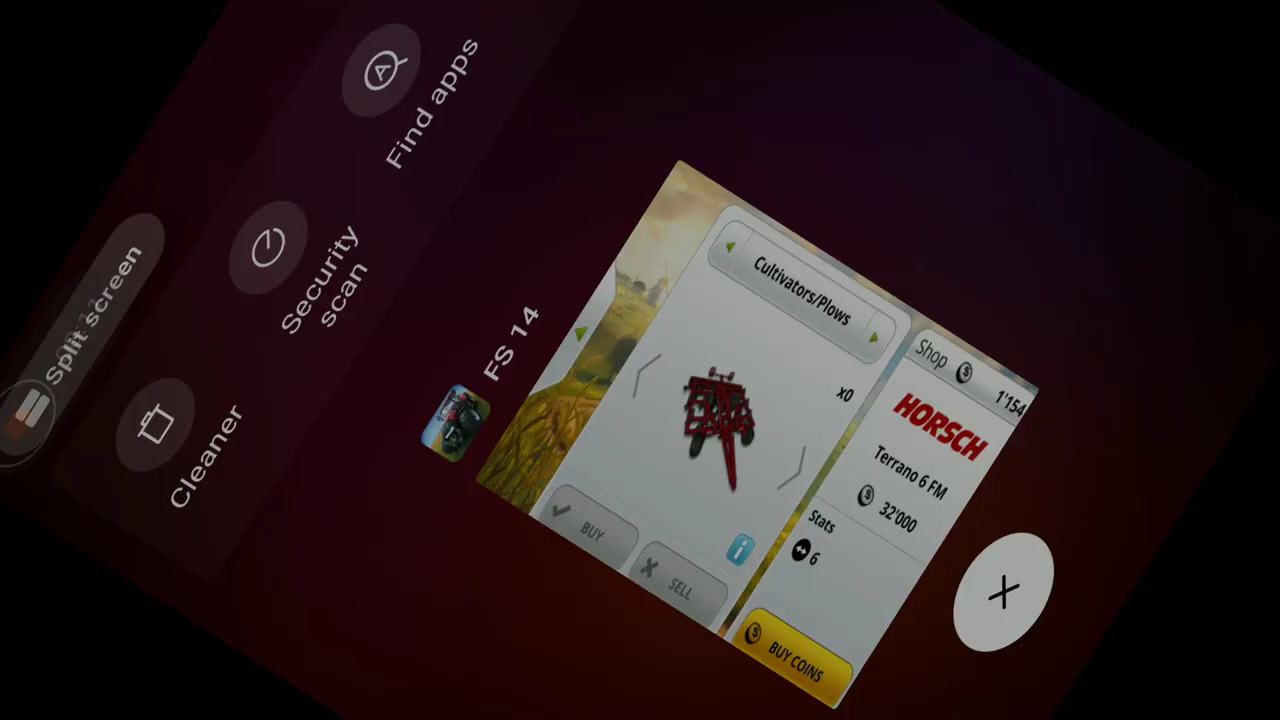 Split screen
Find apps
Security
scan
Cleaner
FS 14
Cultivators/Plows
x0
BUY
SELL
Shop
1'154
HORSCH
Terrano 6 FM
32'000
Stats
6
BUY COINS